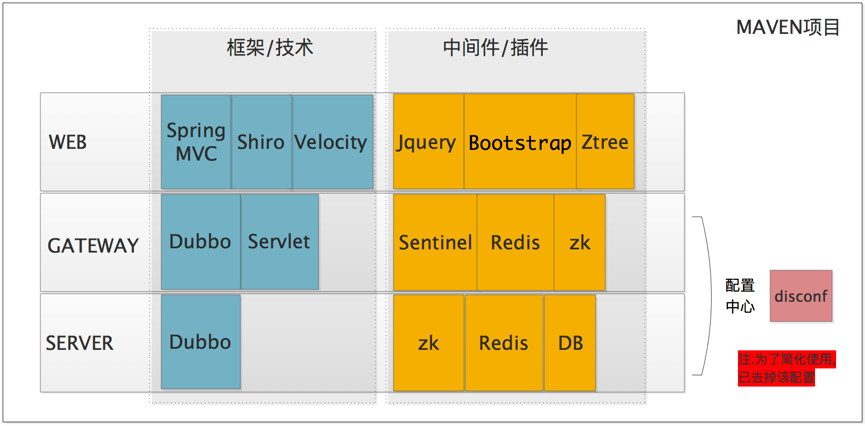 MAVEN项目
框架/技术
中间件/插件
WEB
Spring
MVC
Shiro
Velocity
Jquery
Bootstrap
Ztree
GATEWAY
Dubbo
Servlet
Sentinel
Redis
zk
SERVER
Dubbo
zk
Redis
DB
配置
中心
disconf
注:为了简化使用,
已去掉该配置